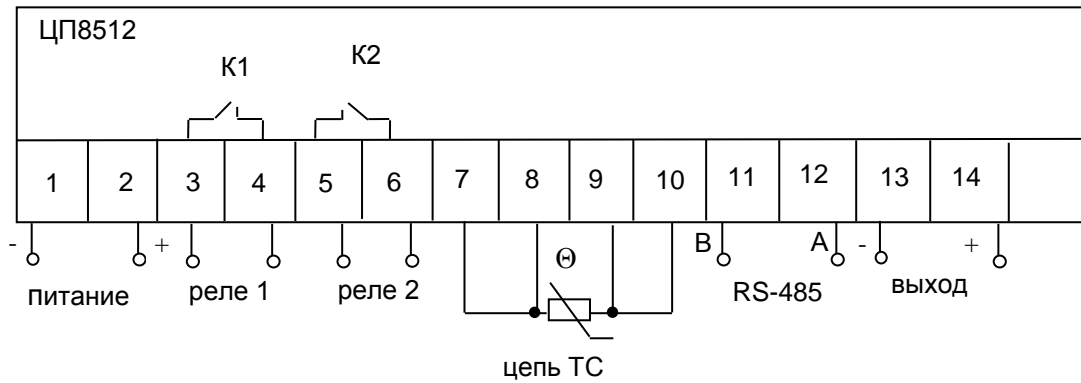 ЦП8512
К1 К2
1 2 3 4 5 6 7 8 9 10 11 12 13 14
- + B A - +
питание реле 1 реле 2 Θ RS-485 выход
цепь ТС